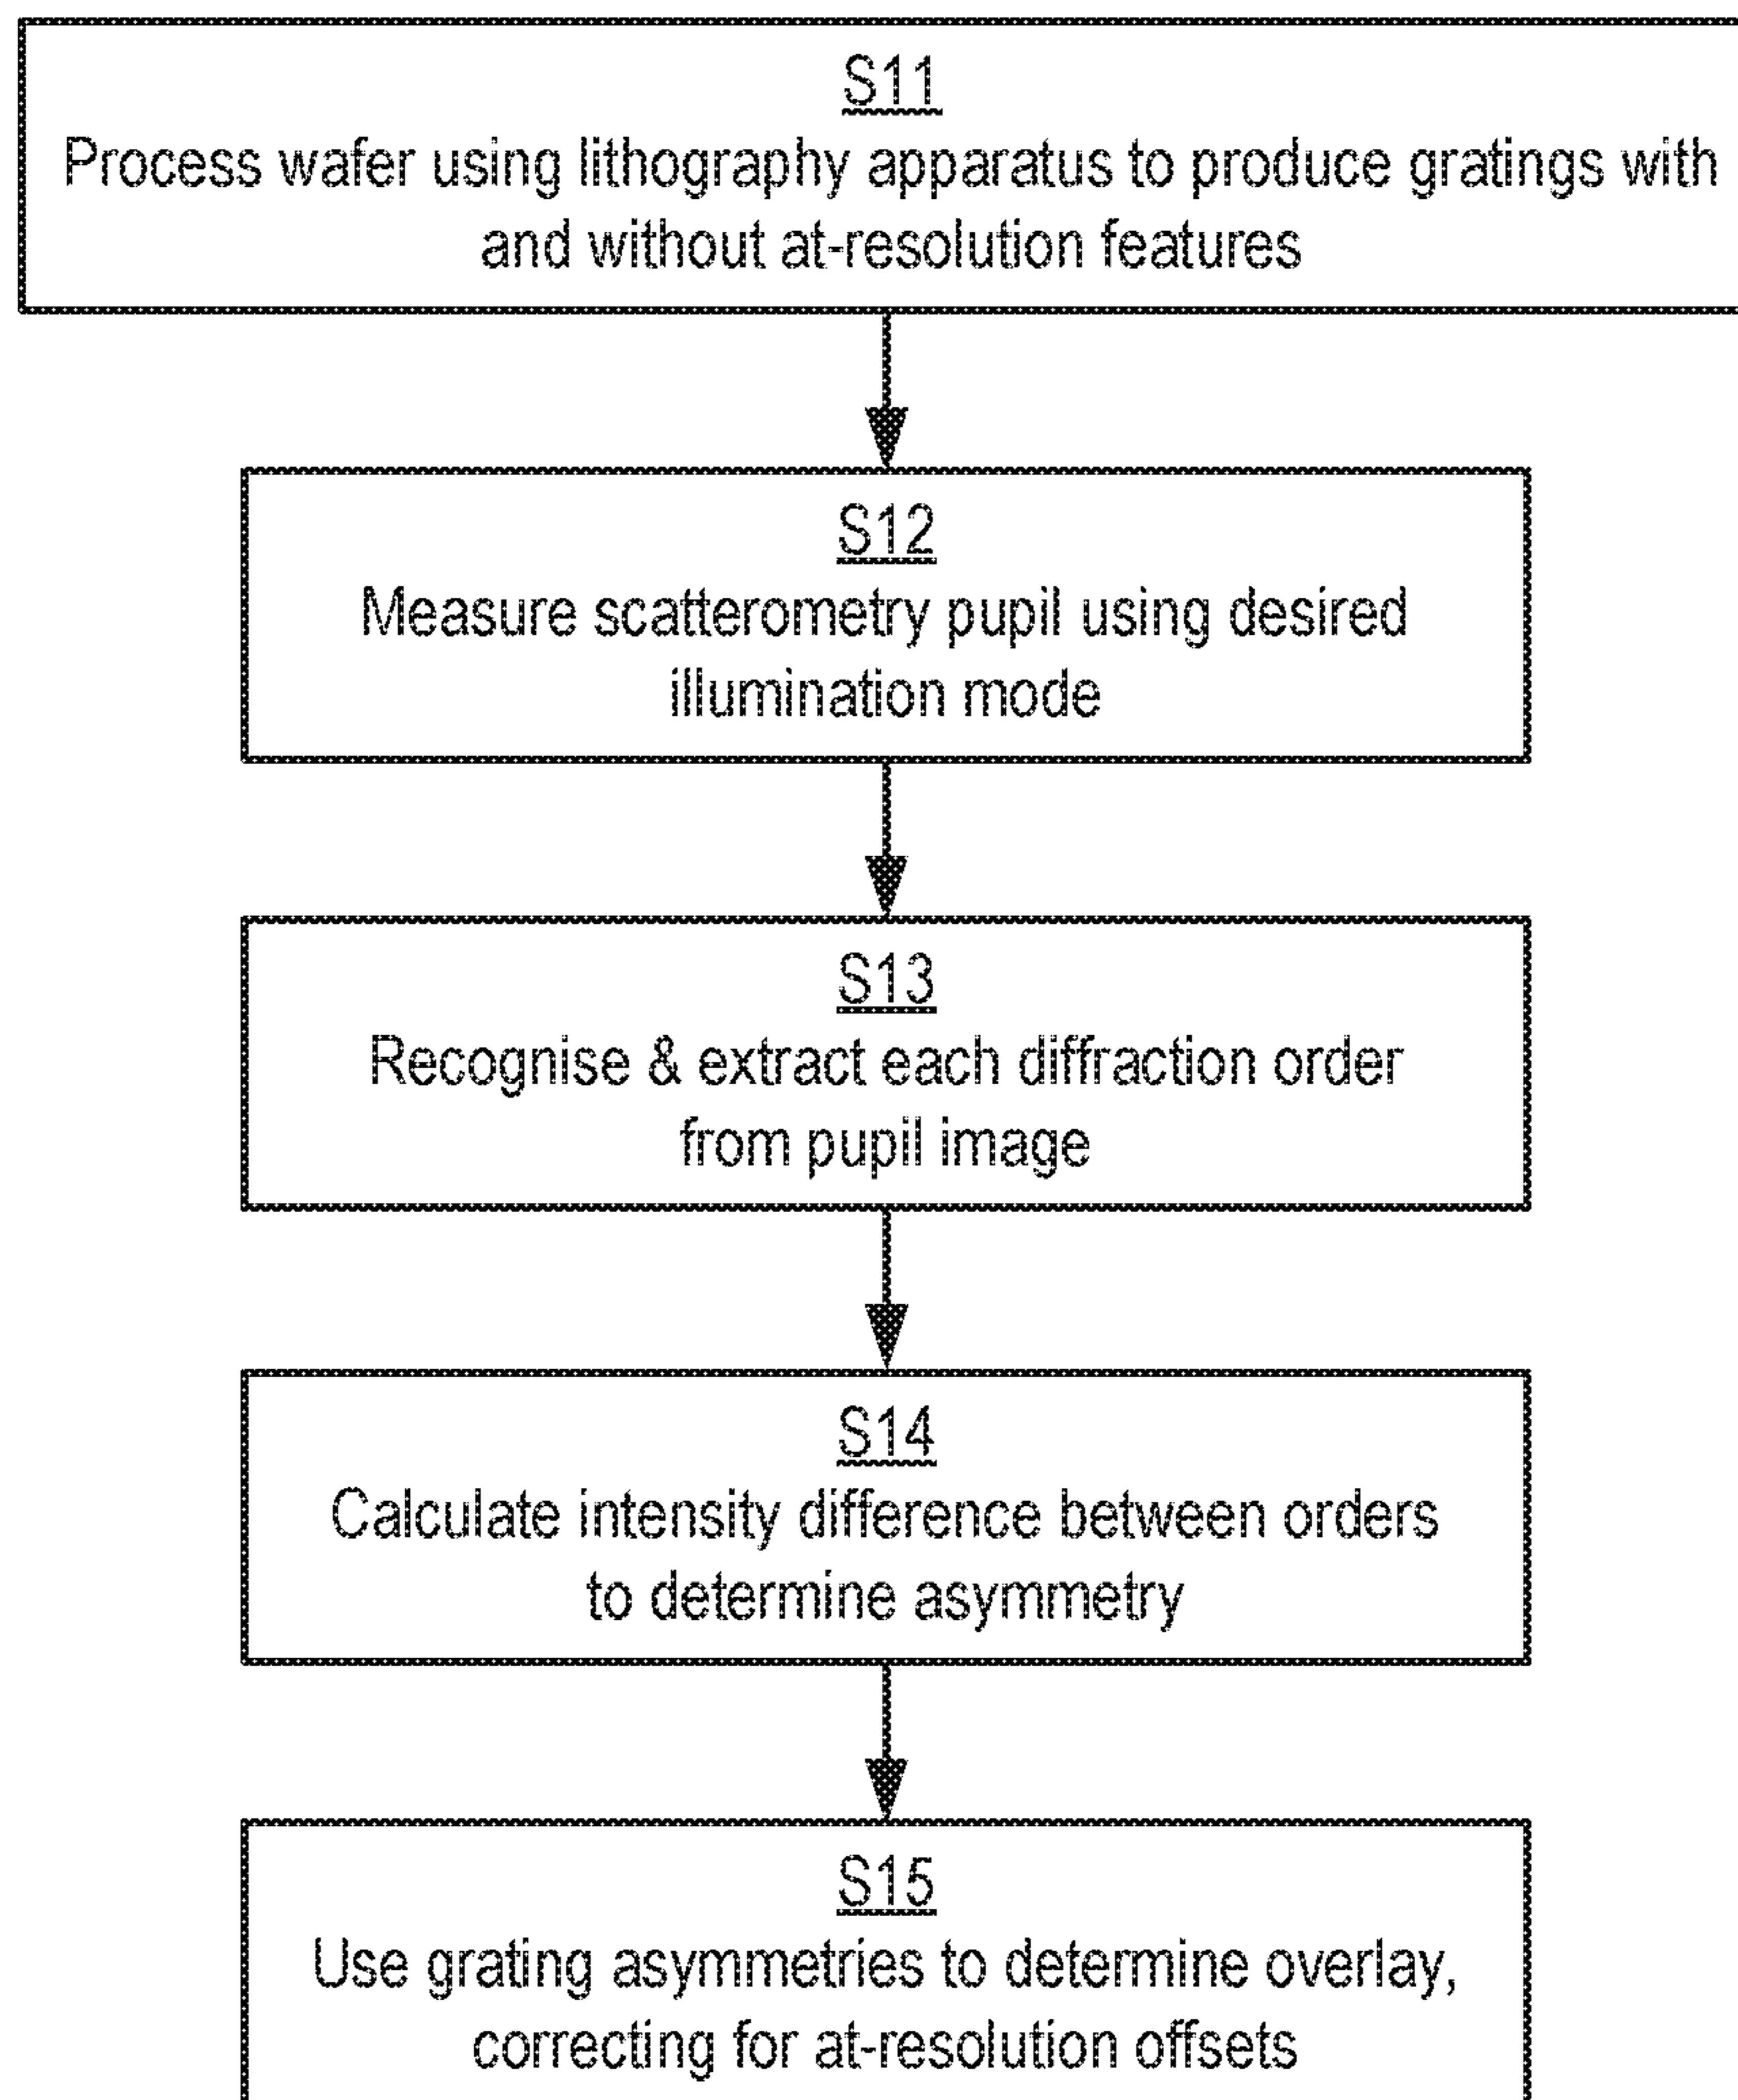 S11
Process wafer using lithography apparatus to produce gratings with
and without at-resolution features
S12
Measure scatterometry pupil using desired
illumination mode
S13
Recognise & extract each diffraction order
from pupil image
S14
Calculate intensity difference between orders
to determine asymmetry
S15
Use grating asymmetries to determine overlay,
correcting for at-resolution offsets